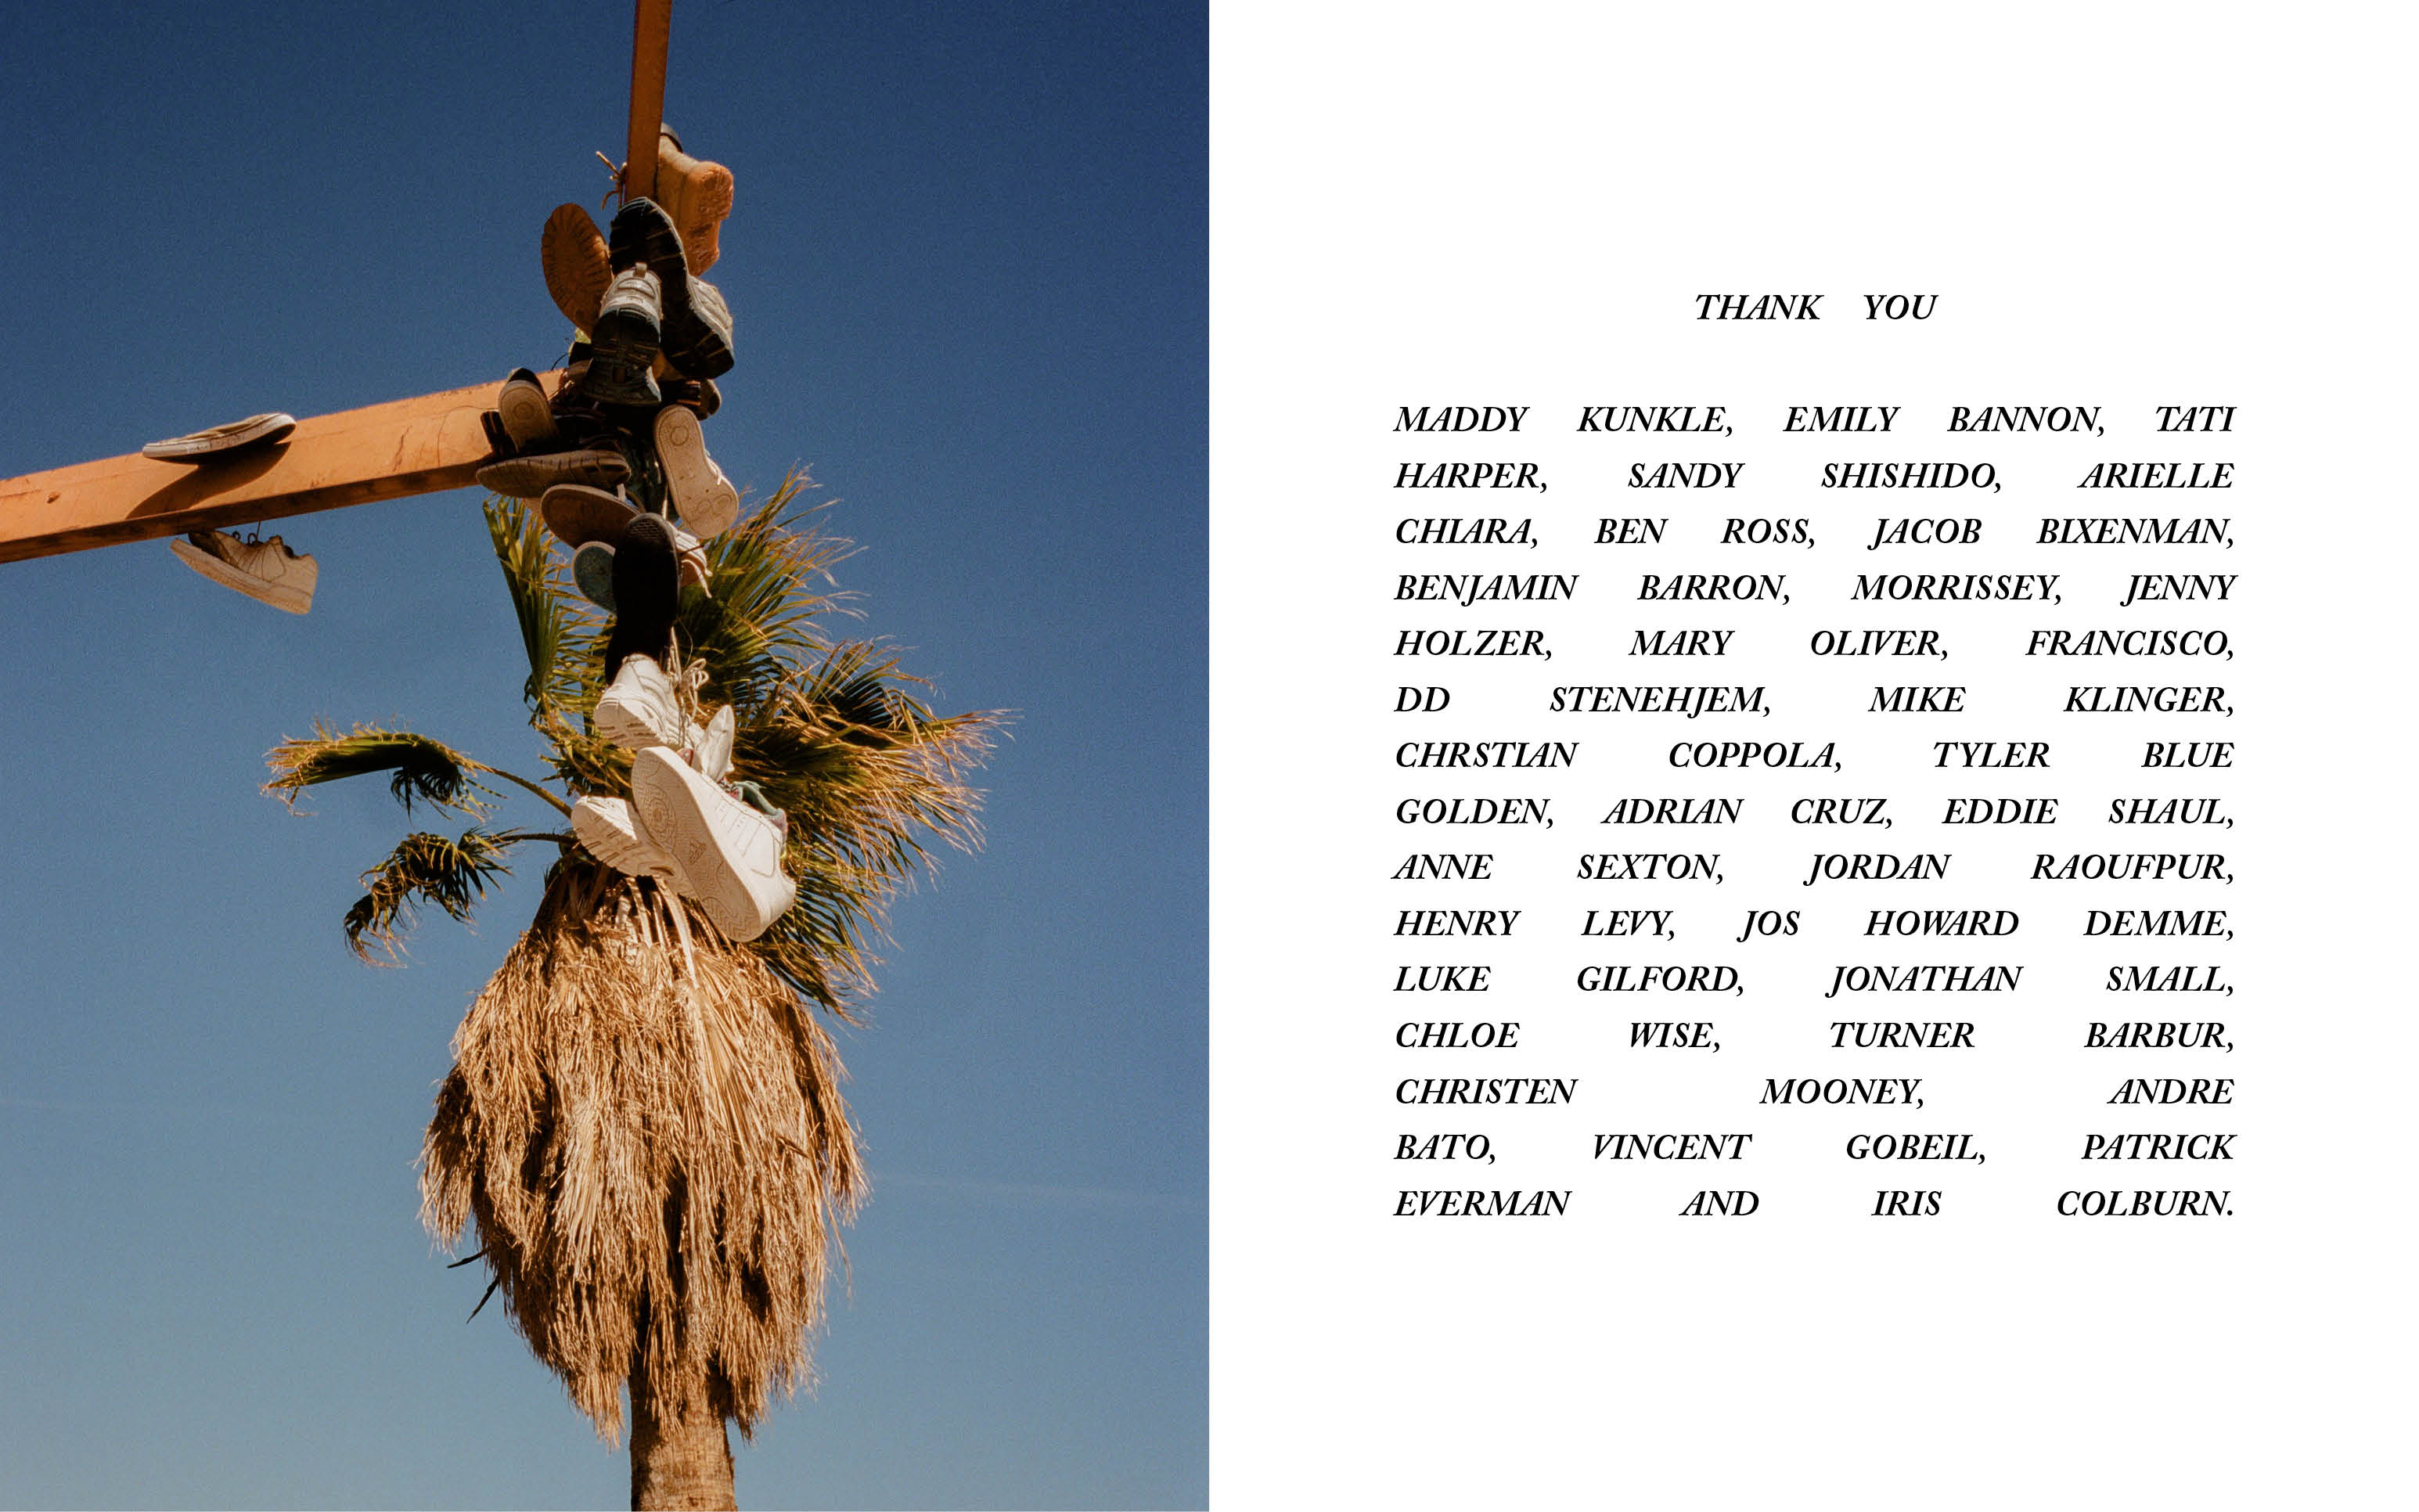 THANK YOU
MADDY KUNKLE, EMILY BANNON, TATI
HARPER, SANDY SHISHIDO, ARIELLE
CHIARA, BEN ROSS, JACOB BIXENMAN,
BENJAMIN BARRON, MORRISSEY, JENNY
HOLZER, MARY OLIVER, FRANCISCO,
DD STENEHJEM, MIKE KLINGER,
CHRSTIAN COPPOLA, TYLER BLUE
GOLDEN, ADRIAN CRUZ, EDDIE SHAUL,
ANNE SEXTON, JORDAN RAOUFPUR,
HENRY LEVY, JOS HOWARD DEMME,
LUKE GILFORD, JONATHAN SMALL,
CHLOE WISE, TURNER BARBUR,
CHRISTEN MOONEY, ANDRE
BATO, VINCENT GOBEIL, PATRICK
EVERMAN AND IRIS COLBURN.